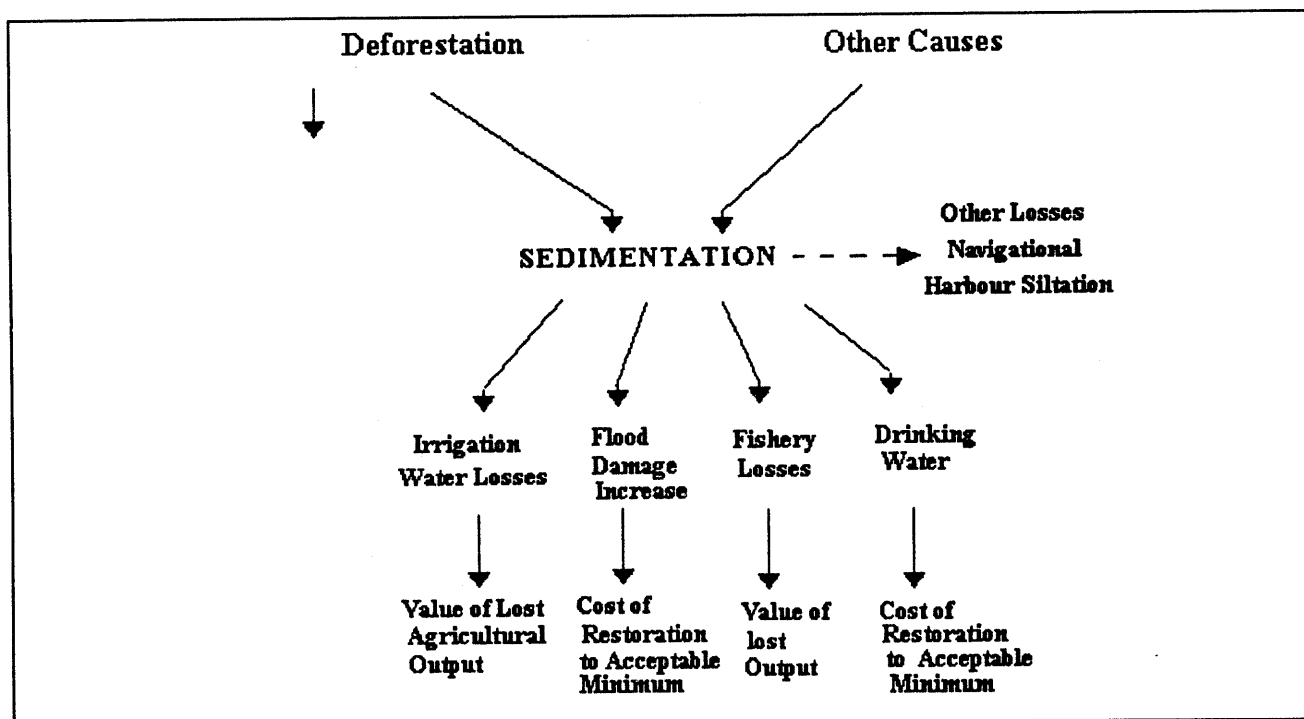 Deforestation
Other Causes
SEDIMENTATION
Other Losses
Navigational
Harbour Siltation
Irrigation
Water Losses
Flood
Damage
Increase
Fishery
Losses
Drinking
Water
Value of Lost
Agricultural
Output
Cost of
Restoration
to Acceptable
Minimum
Value of
lost
Output
Cost of
Restoration
to Acceptable
Minimum